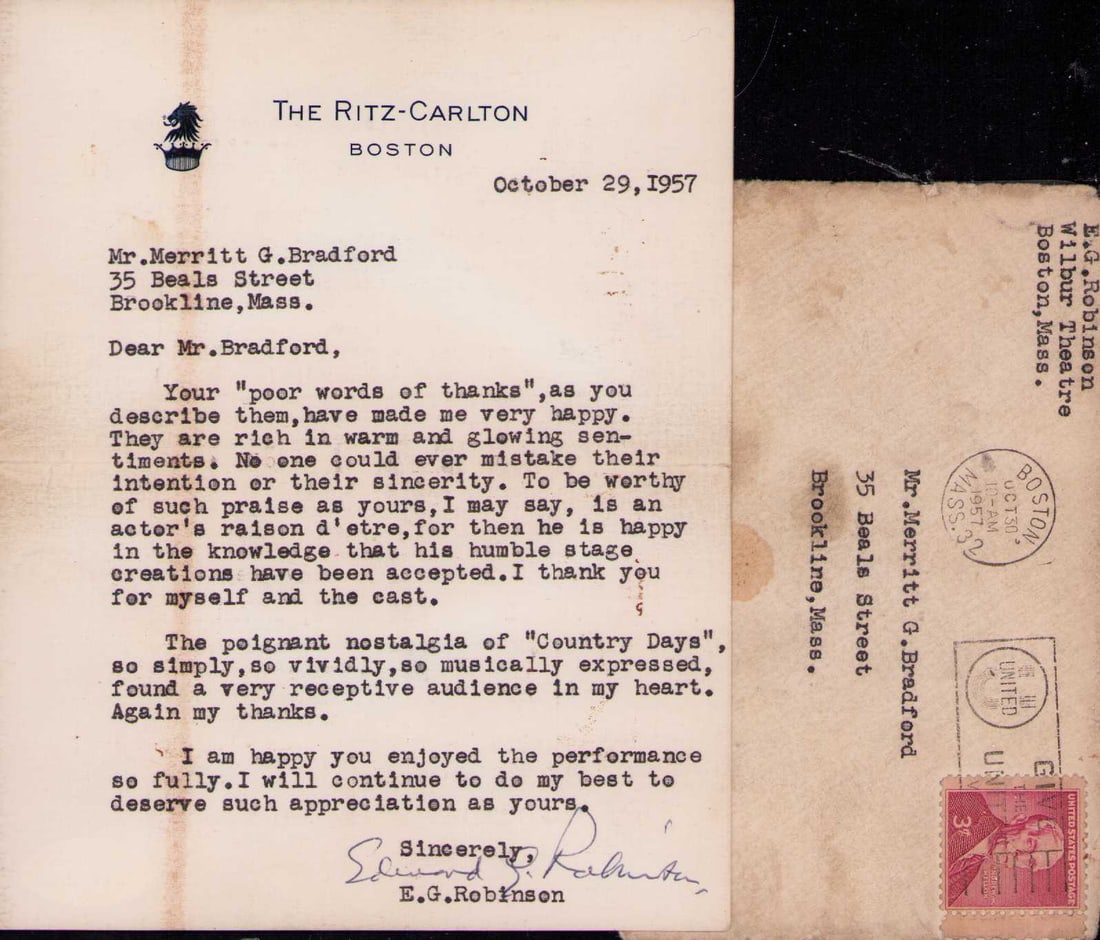 THE RITZ-CARLTON
BOSTON
October 29,1957
Mr.Merritt G.Bradford
35 Beals Street
Brookline,Mass.
Dear Mr.Bradford,
Your "poor words of thanks",as you
describe them,have made me very happy.
They are rich in warm and glowing sen-
timents. No one could ever mistake their
intention or their sincerity. To be worthy
of such praise as yours,I may say, is an
actor's raison d'etre,for then he is happy
in the knowledge that his humble stage
creations have been accepted.I thank you
for myself and the cast.
The poignant nostalgia of "Country Days",
so simply,so vividly,so musically expressed,
found a very receptive audience in my heart.
Again my thanks.
I am happy you enjoyed the performance
so fully.I will continue to do my best to
deserve such appreciation as yours.
Sincerely,
Edward G. Robinson
E.G.Robinson
E.G.Robinson
Wilbur Theatre
Boston,Mass.
BOSTON
OCT 30
10-AM
1957
MASS.
Mr.Merritt G.Bradford
35 Beals Street
Brookline,Mass.
UNITED
GIVE
UNITED STATES POSTAGE
3¢